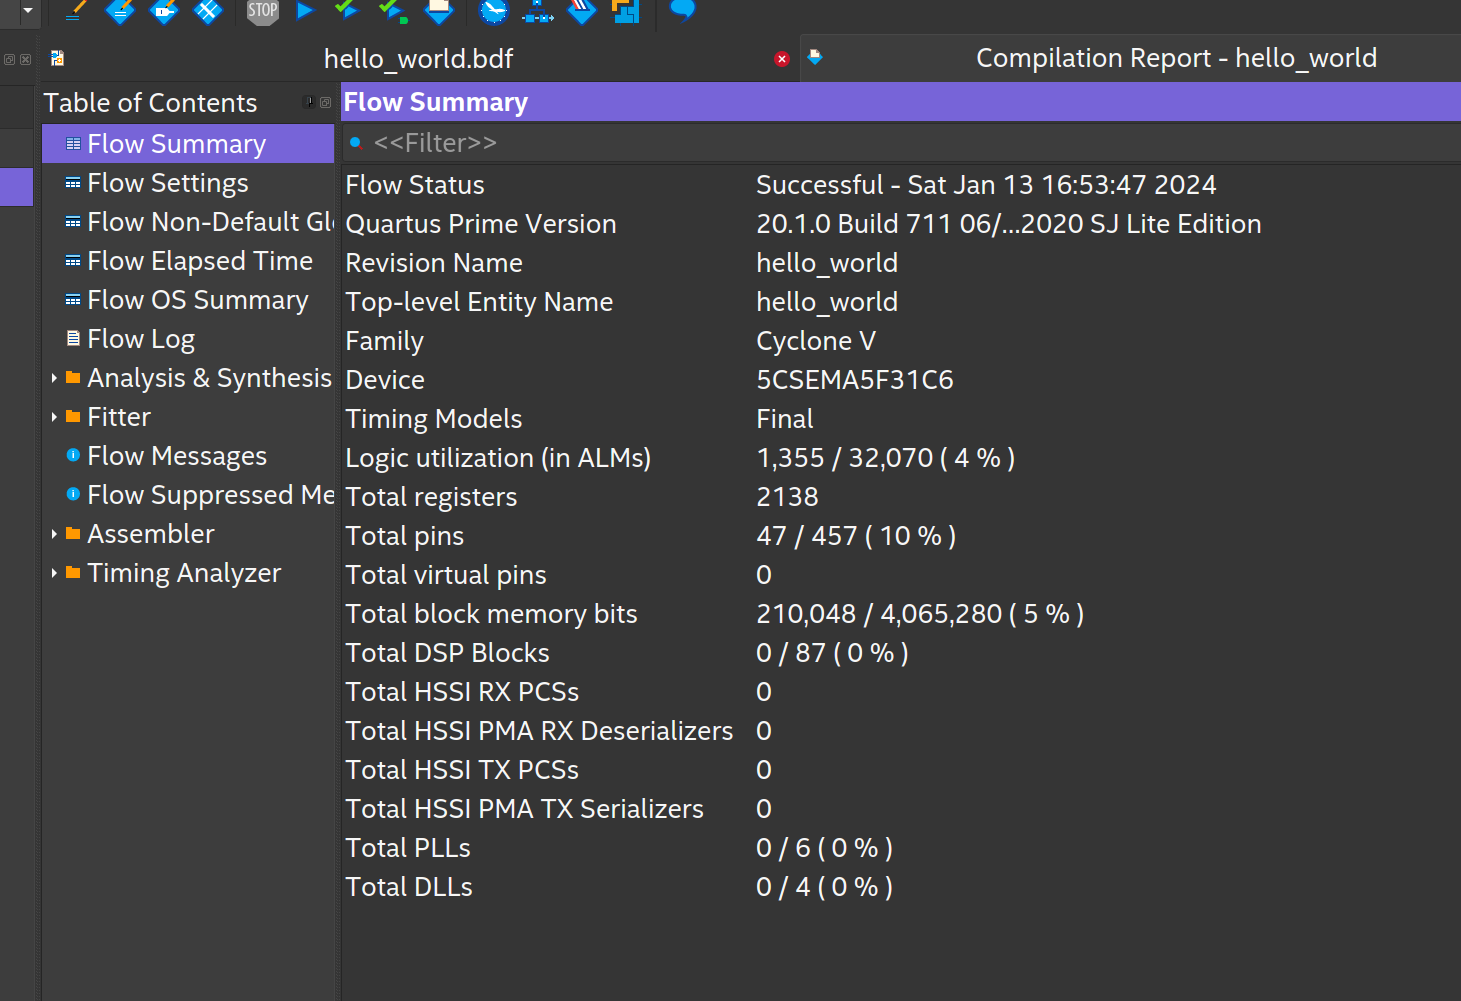 STOP
hello_world.bdf
Compilation Report - hello_world
Table of Contents
Flow Summary
Flow Settings
Flow Non-Default Gl
Flow Elapsed Time
Flow OS Summary
Flow Log
Analysis & Synthesis
Fitter
Flow Messages
Flow Suppressed Me
Assembler
Timing Analyzer
Flow Summary
<<Filter>>
Flow Status Successful - Sat Jan 13 16:53:47 2024
Quartus Prime Version 20.1.0 Build 711 06/...2020 SJ Lite Edition
Revision Name hello_world
Top-level Entity Name hello_world
Family Cyclone V
Device 5CSEMA5F31C6
Timing Models Final
Logic utilization (in ALMs) 1,355 / 32,070 ( 4 % )
Total registers 2138
Total pins 47 / 457 ( 10 % )
Total virtual pins 0
Total block memory bits 210,048 / 4,065,280 ( 5 % )
Total DSP Blocks 0 / 87 ( 0 % )
Total HSSI RX PCSs 0
Total HSSI PMA RX Deserializers 0
Total HSSI TX PCSs 0
Total HSSI PMA TX Serializers 0
Total PLLs 0 / 6 ( 0 % )
Total DLLs 0 / 4 ( 0 % )